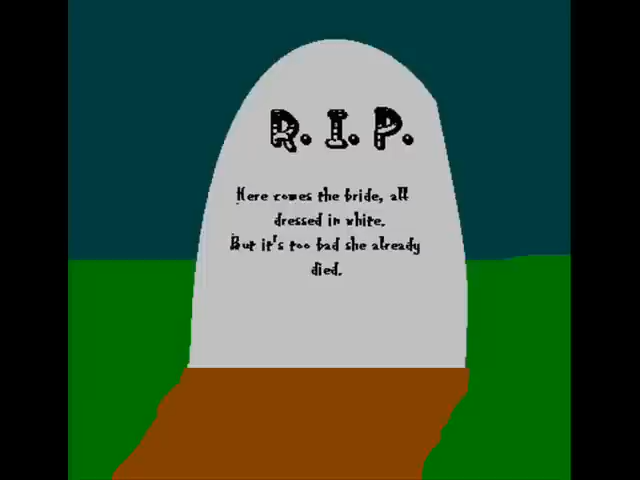 R. I. P.
Here comes the bride, all
dressed in white.
But it's too bad she already
died.